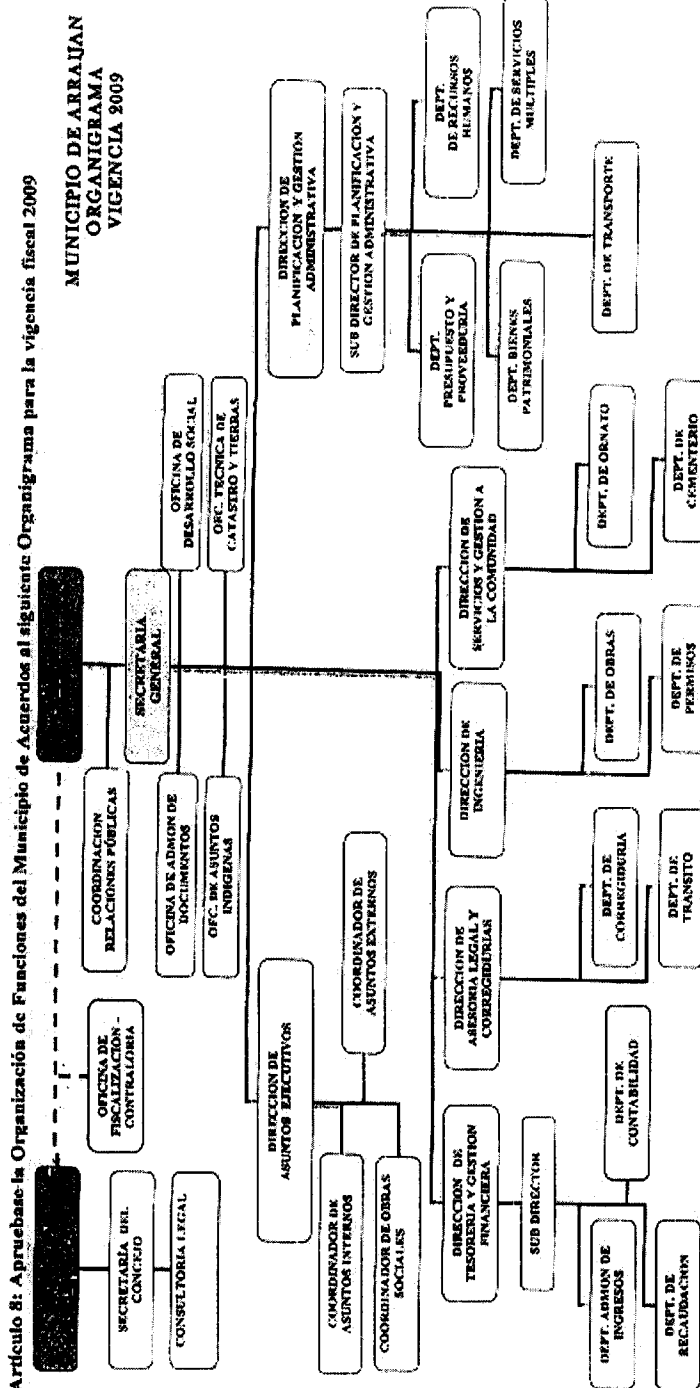 Artículo 8: Apruebase la Organización de Funciones del Municipio de Acuerdos al siguiente Organigrama para la vigencia fiscal 2009
MUNICIPIO DE ARRAIJAN
ORGANIGRAMA
VIGENCIA 2009
SECRETARÍA DEL
CONCEJO
CONSULTORIA LEGAL
OFICINA DE
FISCALIZACION -
CONTRALORIA
COORDINACION
RELACIONES PÚBLICAS
SECRETARIA
GENERAL
OFICINA DE ADMON DE
DOCUMENTOS
OFICINA DE
DESARROLLO SOCIAL
OFC. DE ASUNTOS
INDIGENAS
OFC. TECNICA DE
CATASTRO Y TIERRAS
DIRECCION DE
ASUNTOS EJECUTIVOS
COORDINADOR DE
ASUNTOS INTERNOS
COORDINADOR DE
ASUNTOS EXTERNOS
COORDINADOR DE OBRAS
SOCIALES
DIRECCION DE
PLANIFICACION Y GESTION
ADMINISTRATIVA
SUB DIRECTOR DE PLANIFICACION Y
GESTION ADMINISTRATIVA
DEPT.
PRESUPUESTO Y
PROVEEDURIA
DEPT.
DE RECURSOS
HUMANOS
DEPT. BIENES
PATRIMONIALES
DEPT. DE SERVICIOS
MULTIPLES
DEPT. DE TRANSPORTE
DIRECCION DE
TESORERIA Y GESTION
FINANCIERA
SUB DIRECTOR
DEPT. ADMON DE
INGRESOS
DEPT. DE
CONTABILIDAD
DEPT. DE
RECAUDACION
DIRECCION DE
ASESORIA LEGAL Y
CORREGIDURIAS
DEPT. DE
CORREGIDURIA
DEPT. DE
TRANSITO
DIRECCION DE
INGENIERIA
DEPT. DE OBRAS
DEPT. DE
PERMISOS
DIRECCION DE
SERVICIOS Y GESTION A
LA COMUNIDAD
DEPT. DE ORNATO
DEPT. DE
CEMENTERIO